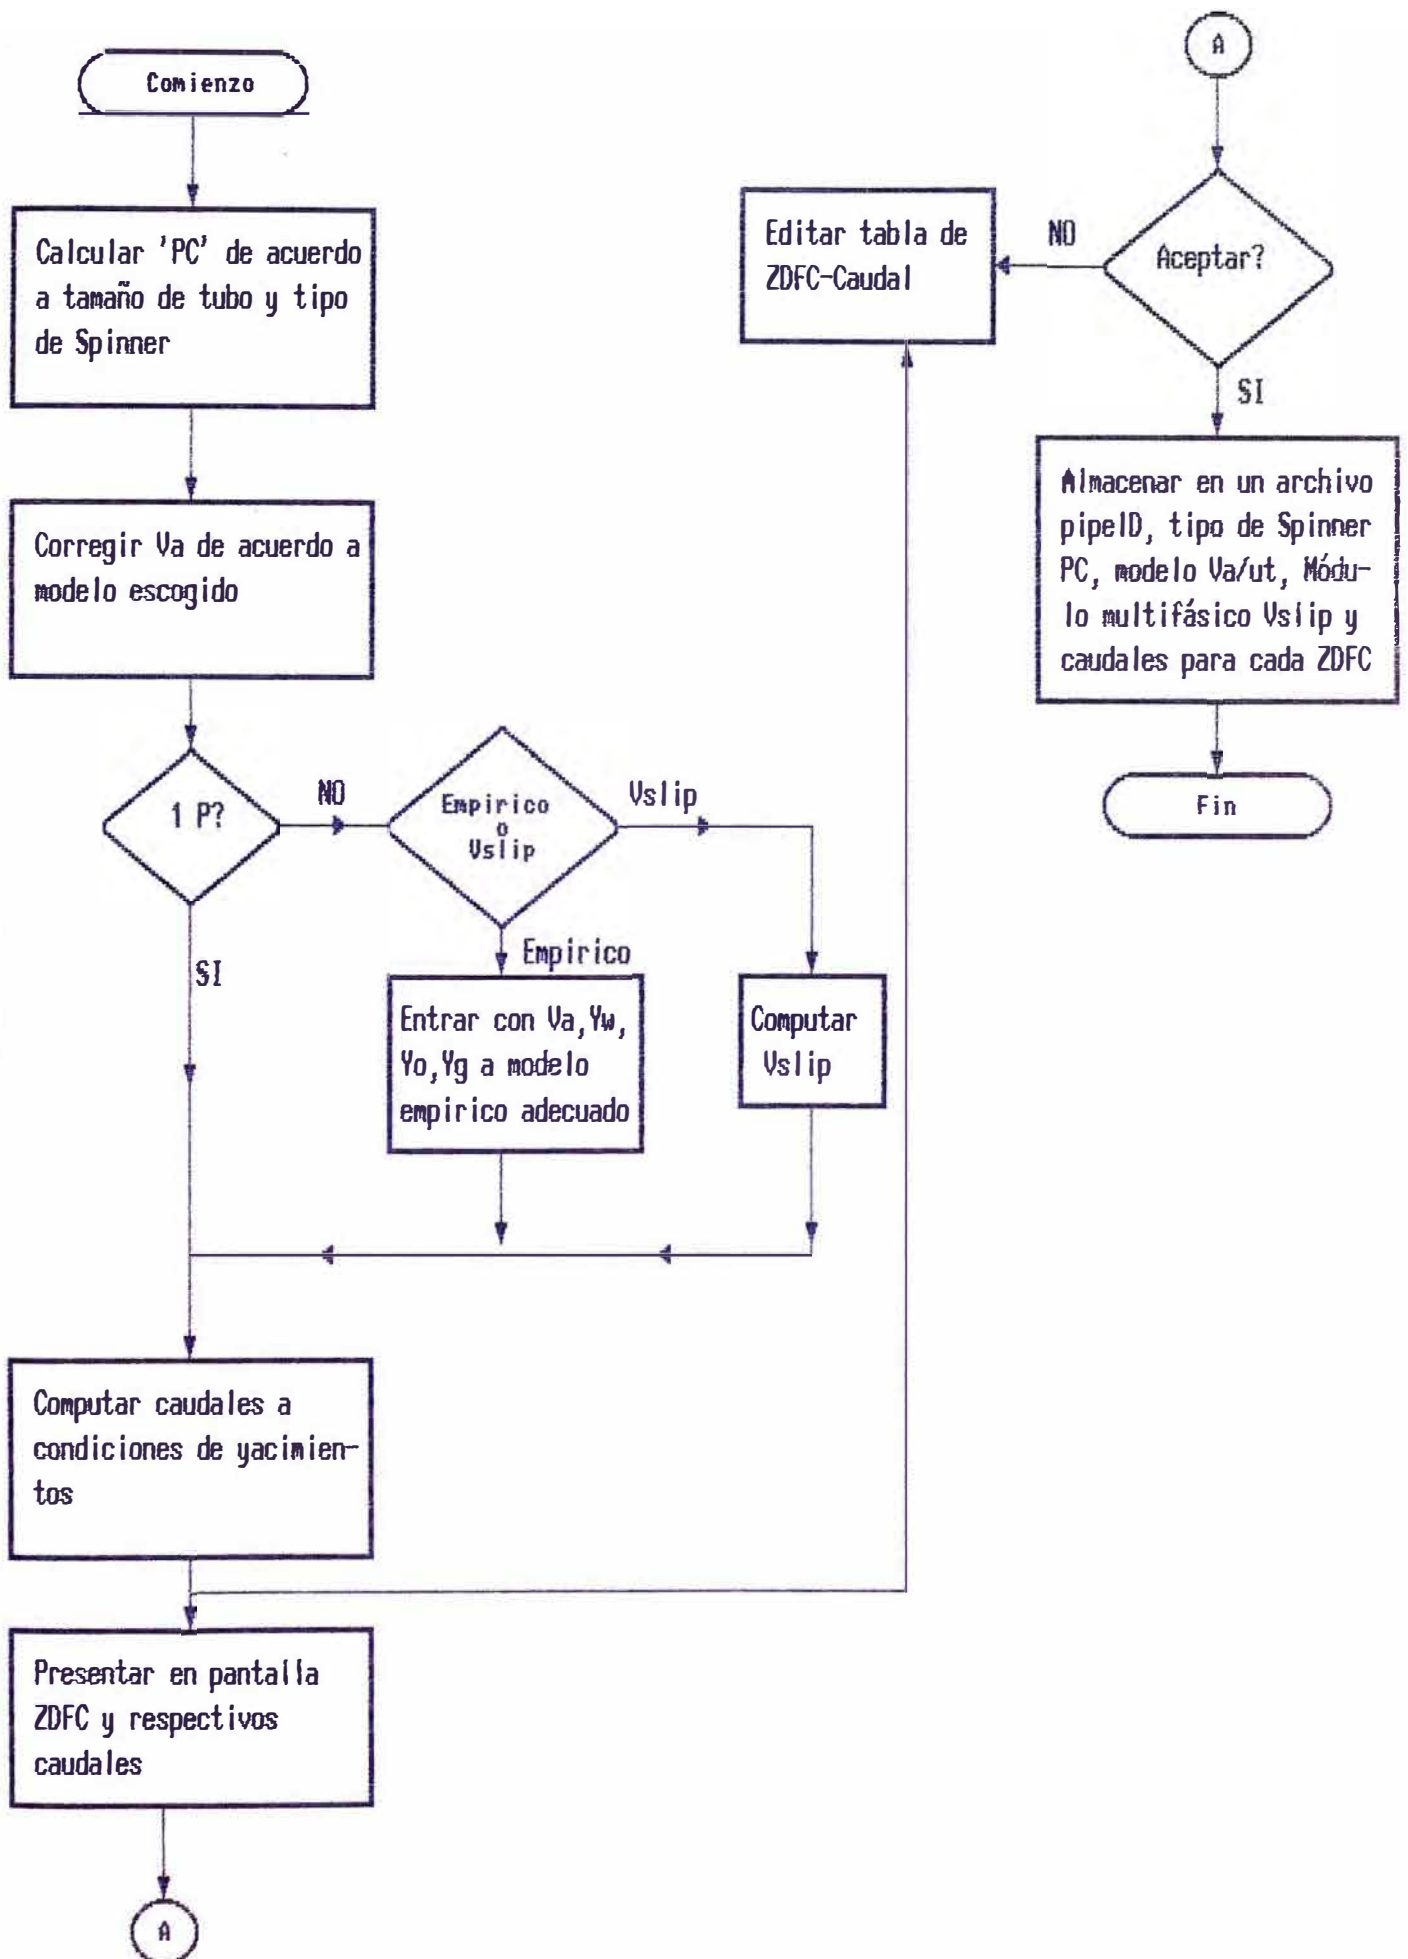 Comienzo
Calcular 'PC' de acuerdo
a tamaño de tubo y tipo
de Spinner
Corregir Va de acuerdo a
modelo escogido
1 P?
NO
SI
Empirico
o
Vslip
Vslip
Empirico
Entrar con Va,Yw,
Yo,Yg a modelo
empirico adecuado
Computar
Vslip
Computar caudales a
condiciones de yacimien-
tos
Presentar en pantalla
ZDFC y respectivos
caudales
A
A
Aceptar?
NO
Editar tabla de
ZDFC-Caudal
SI
Almacenar en un archivo
pipeID, tipo de Spinner
PC, modelo Va/ut, Módu-
lo multifásico Vslip y
caudales para cada ZDFC
Fin